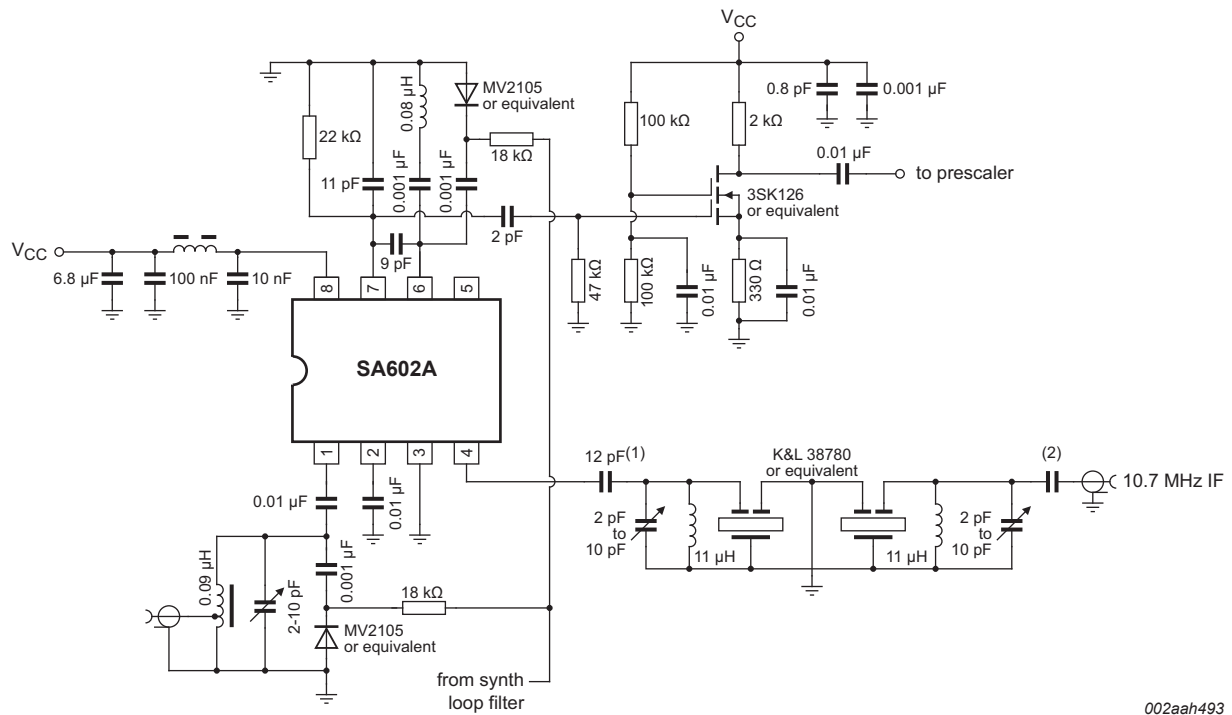 VCC
MV2105
or equivalent
0.08 µH
22 kΩ
18 kΩ
11 pF
0.001 µF
0.001 µF
100 kΩ
2 kΩ
0.8 pF
0.001 µF
0.01 µF
to prescaler
3SK126
or equivalent
2 pF
9 pF
VCC
6.8 µF
100 nF
10 nF
47 kΩ
100 kΩ
0.01 µF
330 Ω
0.01 µF
8
7
6
5
SA602A
1
2
3
4
0.01 µF
0.01 µF
0.09 µH
2-10 pF
0.001 µF
18 kΩ
MV2105
or equivalent
from synth
loop filter
12 pF(1)
K&L 38780
or equivalent
(2)
10.7 MHz IF
2 pF
to
10 pF
11 µH
11 µH
2 pF
to
10 pF
002aah493